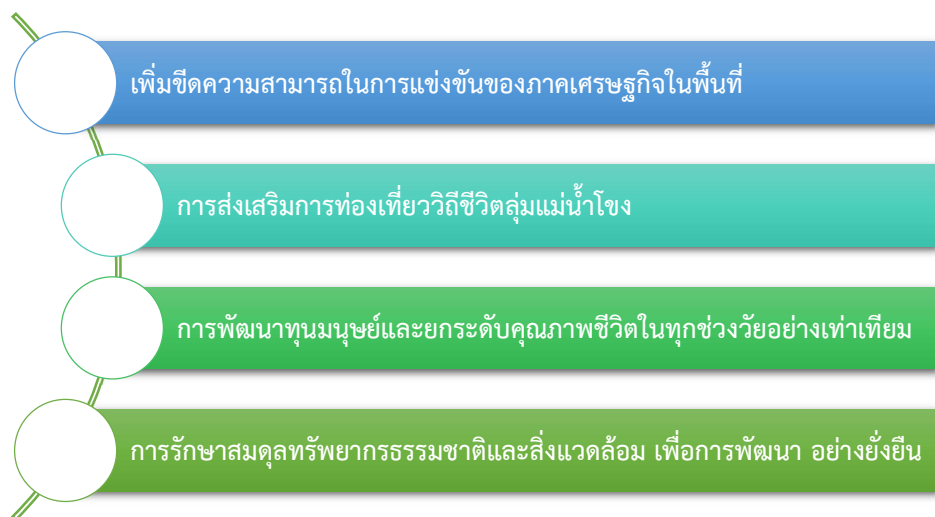 เพิ่มขีดความสามารถในการแข่งขันของภาคเศรษฐกิจในพื้นที่
การส่งเสริมการท่องเที่ยววิถีชีวิตลุ่มแม่น้ำโขง
การพัฒนาทุนมนุษย์และยกระดับคุณภาพชีวิตในทุกช่วงวัยอย่างเท่าเทียม
การรักษาสมดุลทรัพยากรธรรมชาติและสิ่งแวดล้อม เพื่อการพัฒนา อย่างยั่งยืน